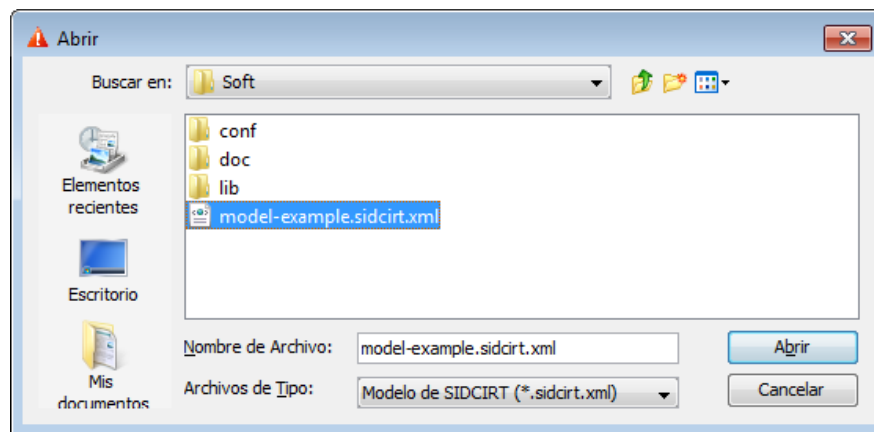 Abrir
Buscar en:
Soft
conf
doc
lib
model-example.sidcirt.xml
Elementos
recientes
Escritorio
Mis
documentos
Nombre de Archivo:
model-example.sidcirt.xml
Abrir
Archivos de Tipo:
Modelo de SIDCIRT (*.sidcirt.xml)
Cancelar